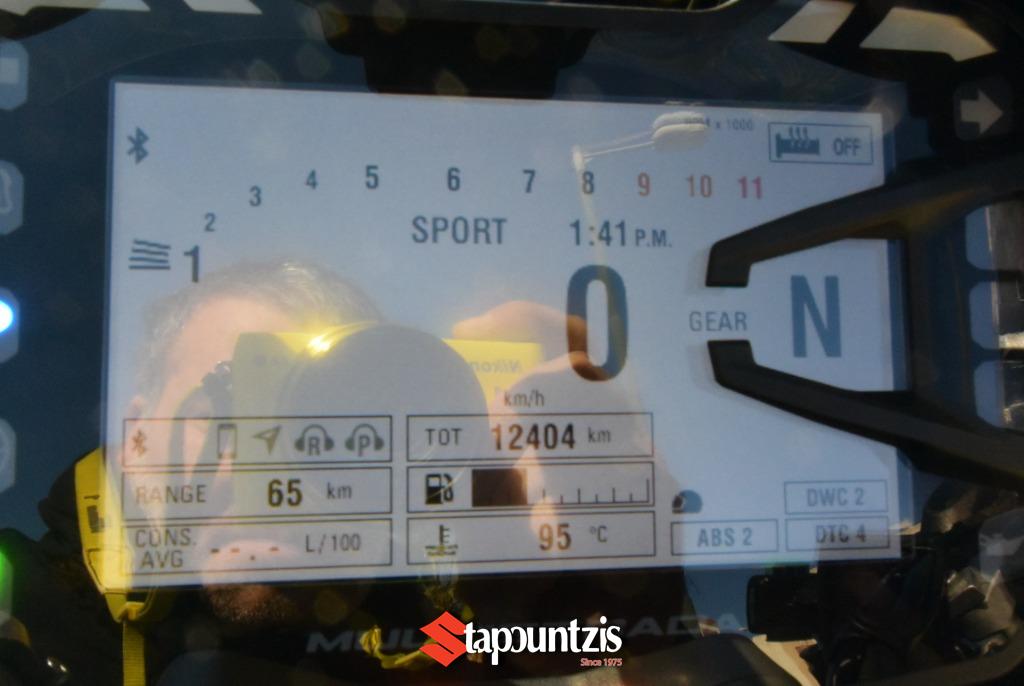 x 1000
OFF
1 2 3 4 5 6 7 8 9 10 11
SPORT 1:41 P.M.
0
GEAR N
km/h
R P
TOT 12404 km
RANGE 65 km
CONS. AVG --.- L/100
95 °C
DWC 2
ABS 2 DTC 4
Nikon
Stapountzis
Since 1975